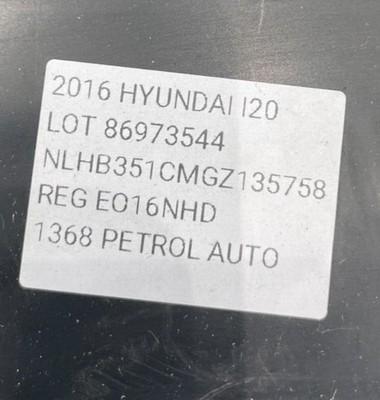 2016 HYUNDAI I20
LOT 86973544
NLHB351CMGZ135758
REG EO16NHD
1368 PETROL AUTO